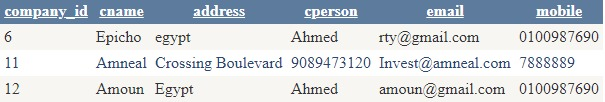 company_id cname address cperson email mobile
6 Epicho egypt Ahmed rty@gmail.com 0100987690
11 Amneal Crossing Boulevard 9089473120 Invest@amneal.com 7888889
12 Amoun Egypt Ahmed amoun@gmail.com 0100987690